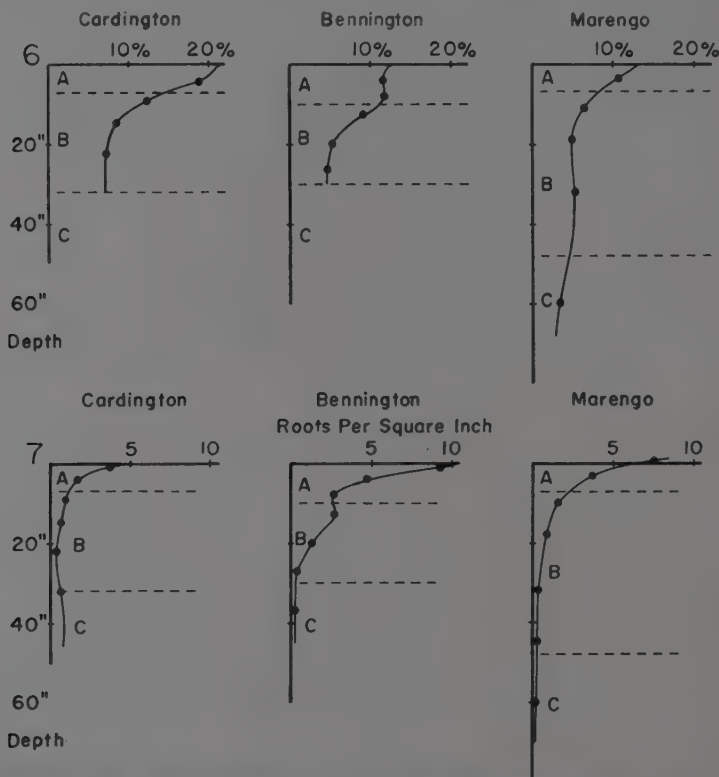 Cardington Bennington Marengo
6 10% 20% 10% 20% 10% 20%
A A A
B B B
20"
40" C C
60" C
Depth
Cardington Bennington Marengo
Roots Per Square Inch
7 5 10 5 10 5 10
A A A
20" B B B
40" C C
60" C
Depth